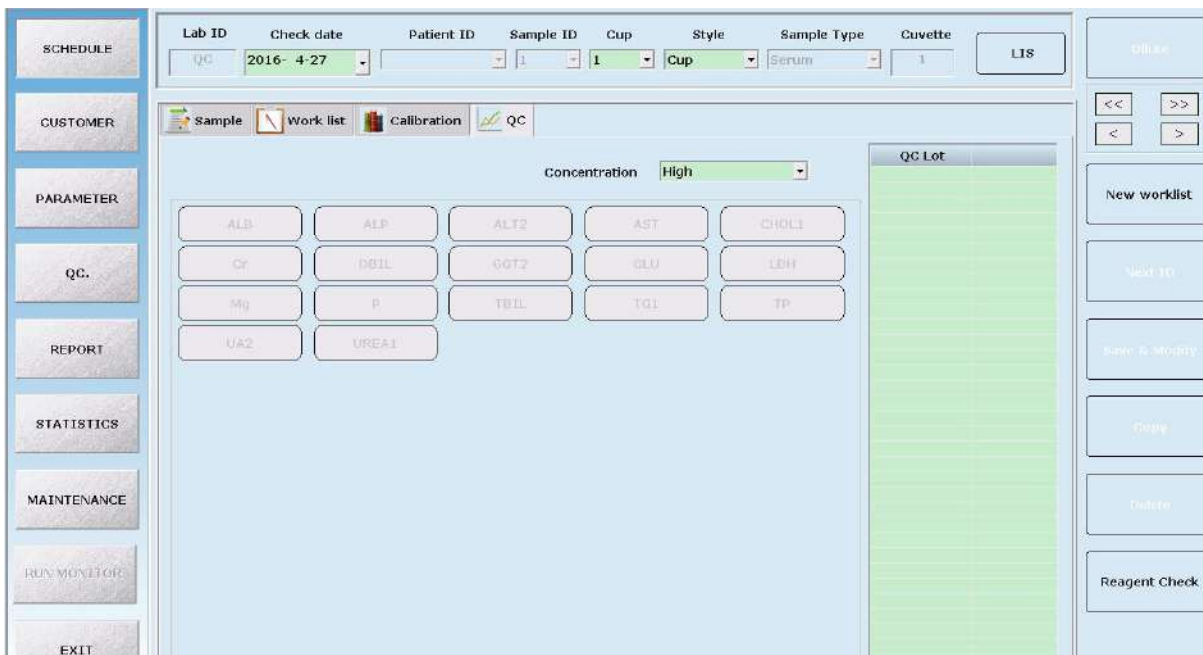 SCHEDULE
CUSTOMER
PARAMETER
QC.
REPORT
STATISTICS
MAINTENANCE
RUN MONITOR
EXIT
Lab ID Check date Patient ID Sample ID Cup Style Sample Type Cuvette
QC 2016- 4-27 1 1 Cup Serum 1 LIS
Sample Work list Calibration QC
Concentration High
QC Lot
ALB ALP ALT2 AST CHOL1
Cr DBIL GGT2 GLU LDH
Mg P TBIL TG1 TP
UA2 UREA1
<< >>
< >
New worklist
Next ID
Save & Modify
Copy
Delete
Reagent Check